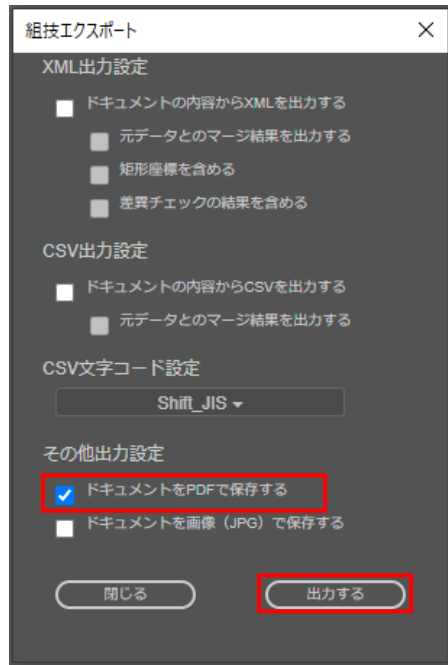 組技エクスポート
XML出力設定
ドキュメントの内容からXMLを出力する
元データとのマージ結果を出力する
矩形座標を含める
差異チェックの結果を含める
CSV出力設定
ドキュメントの内容からCSVを出力する
元データとのマージ結果を出力する
CSV文字コード設定
Shift_JIS
その他出力設定
ドキュメントをPDFで保存する
ドキュメントを画像（JPG）で保存する
閉じる 出力する